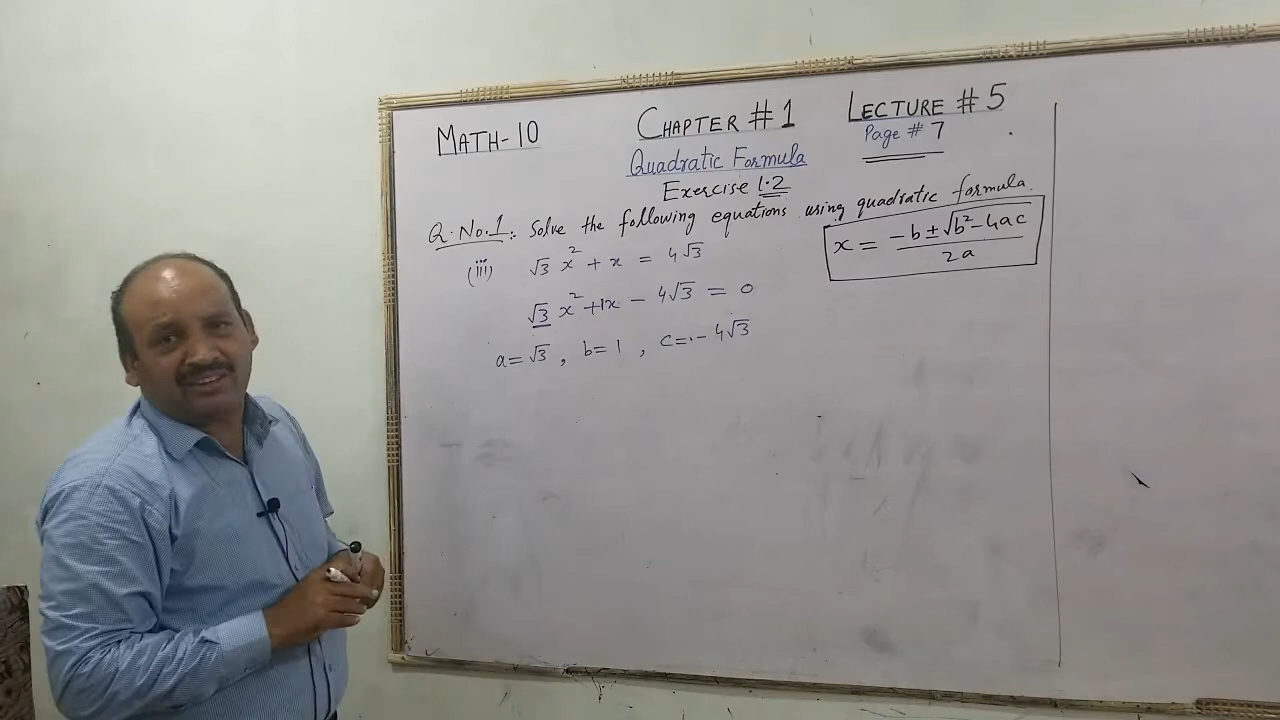 MATH-10 CHAPTER #1 LECTURE #5
Page # 7
Quadratic Formula
Exercise 1.2
Q.No.1:. Solve the following equations using quadratic formula.
(iii) √3 x² + x = 4√3
x = (-b ± √b² - 4ac) / 2a
√3 x² + 1x - 4√3 = 0
a = √3 , b = 1 , c = - 4√3